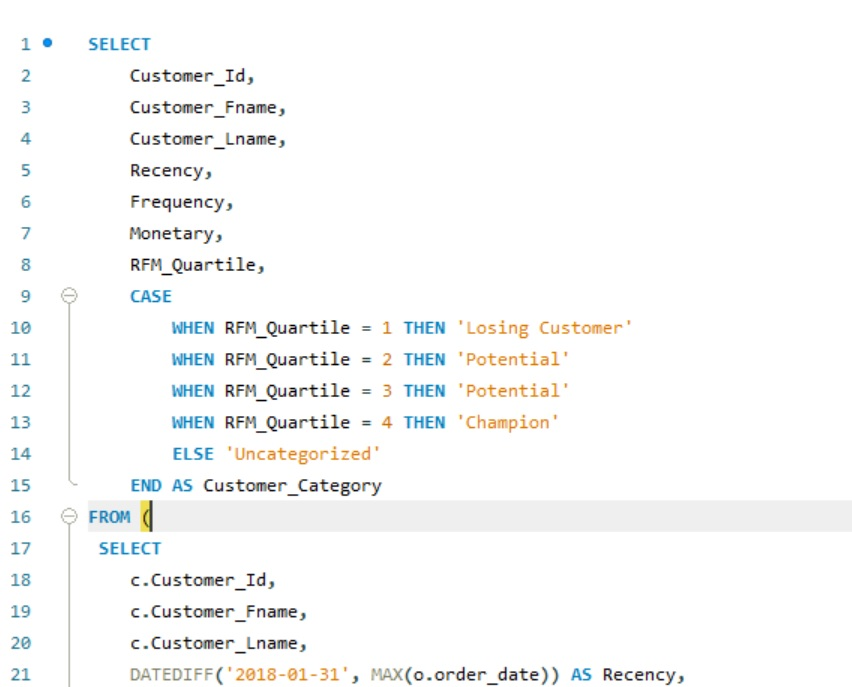 1 SELECT
2 Customer_Id,
3 Customer_Fname,
4 Customer_Lname,
5 Recency,
6 Frequency,
7 Monetary,
8 RFM_Quartile,
9 CASE
10 WHEN RFM_Quartile = 1 THEN 'Losing Customer'
11 WHEN RFM_Quartile = 2 THEN 'Potential'
12 WHEN RFM_Quartile = 3 THEN 'Potential'
13 WHEN RFM_Quartile = 4 THEN 'Champion'
14 ELSE 'Uncategorized'
15 END AS Customer_Category
16 FROM (
17 SELECT
18 c.Customer_Id,
19 c.Customer_Fname,
20 c.Customer_Lname,
21 DATEDIFF('2018-01-31', MAX(o.order_date)) AS Recency,